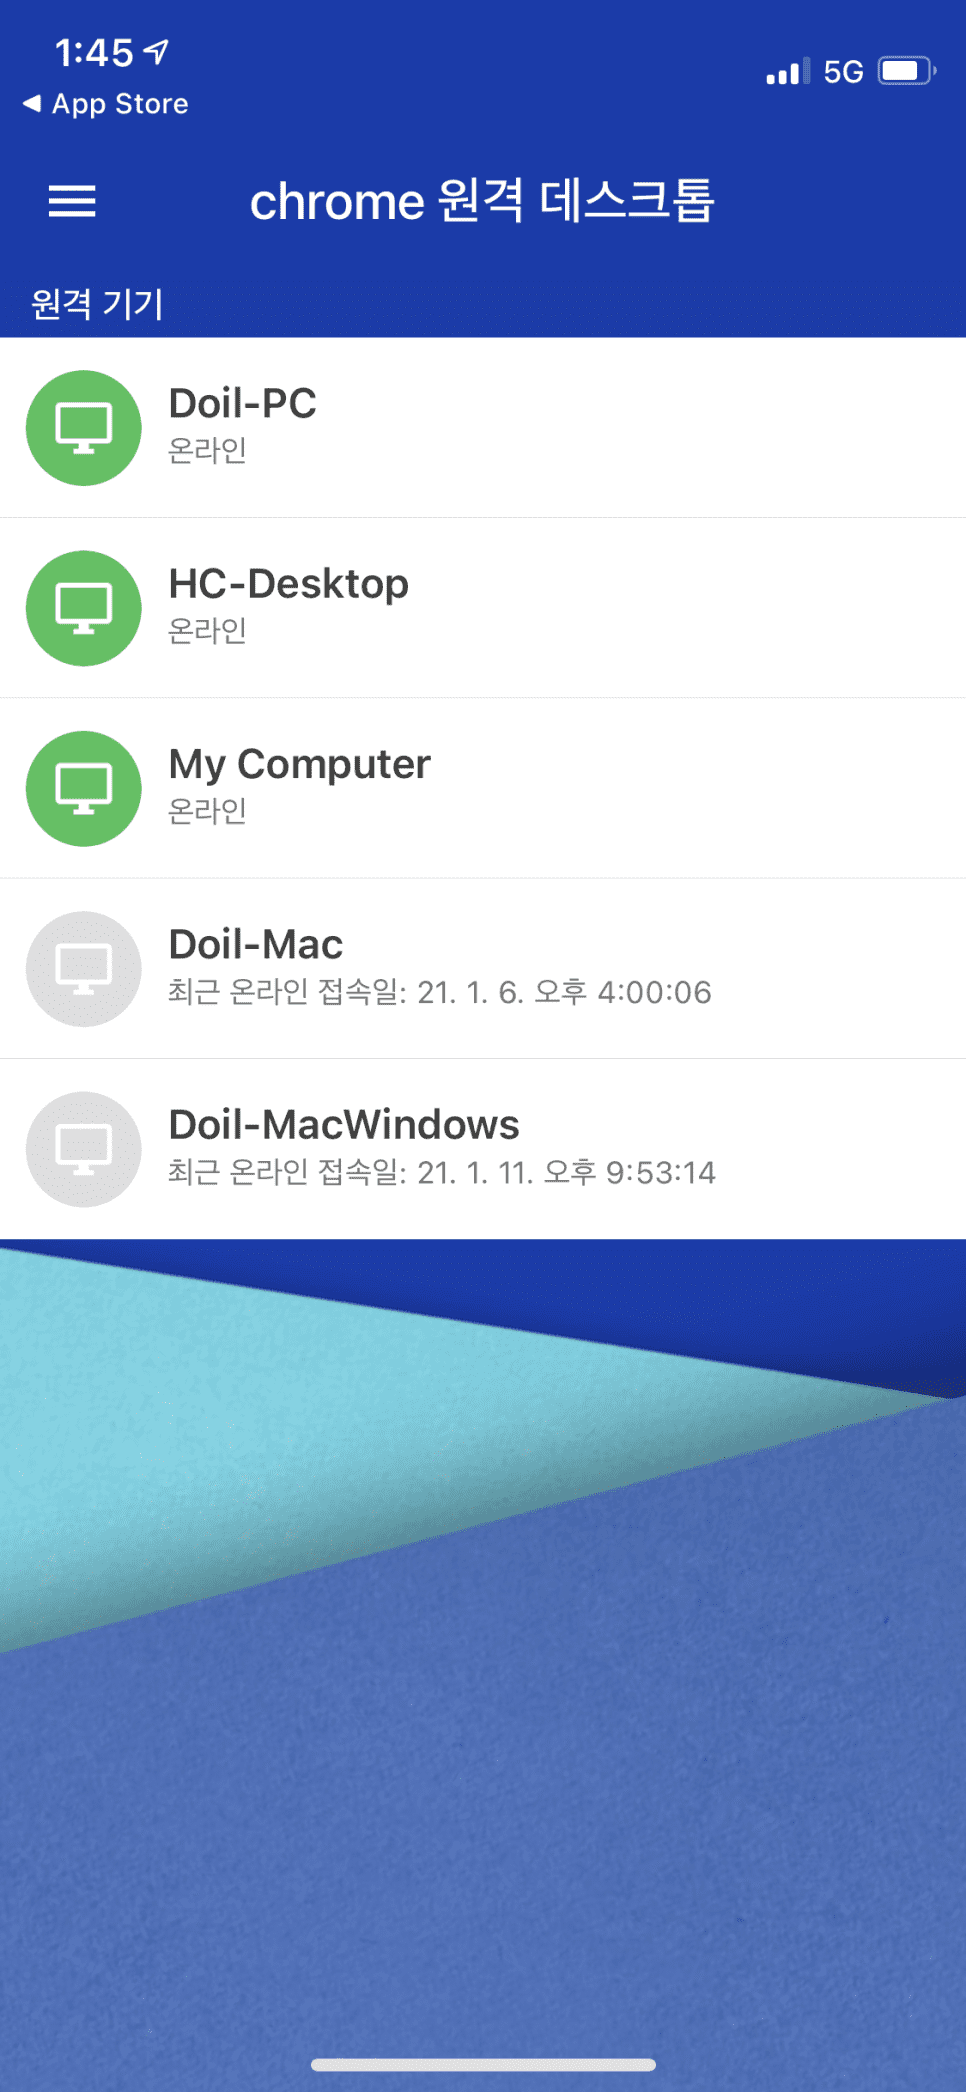 1:45
5G
App Store
chrome 원격 데스크톱
원격 기기
Doil-PC
온라인
HC-Desktop
온라인
My Computer
온라인
Doil-Mac
최근 온라인 접속일: 21. 1. 6. 오후 4:00:06
Doil-MacWindows
최근 온라인 접속일: 21. 1. 11. 오후 9:53:14